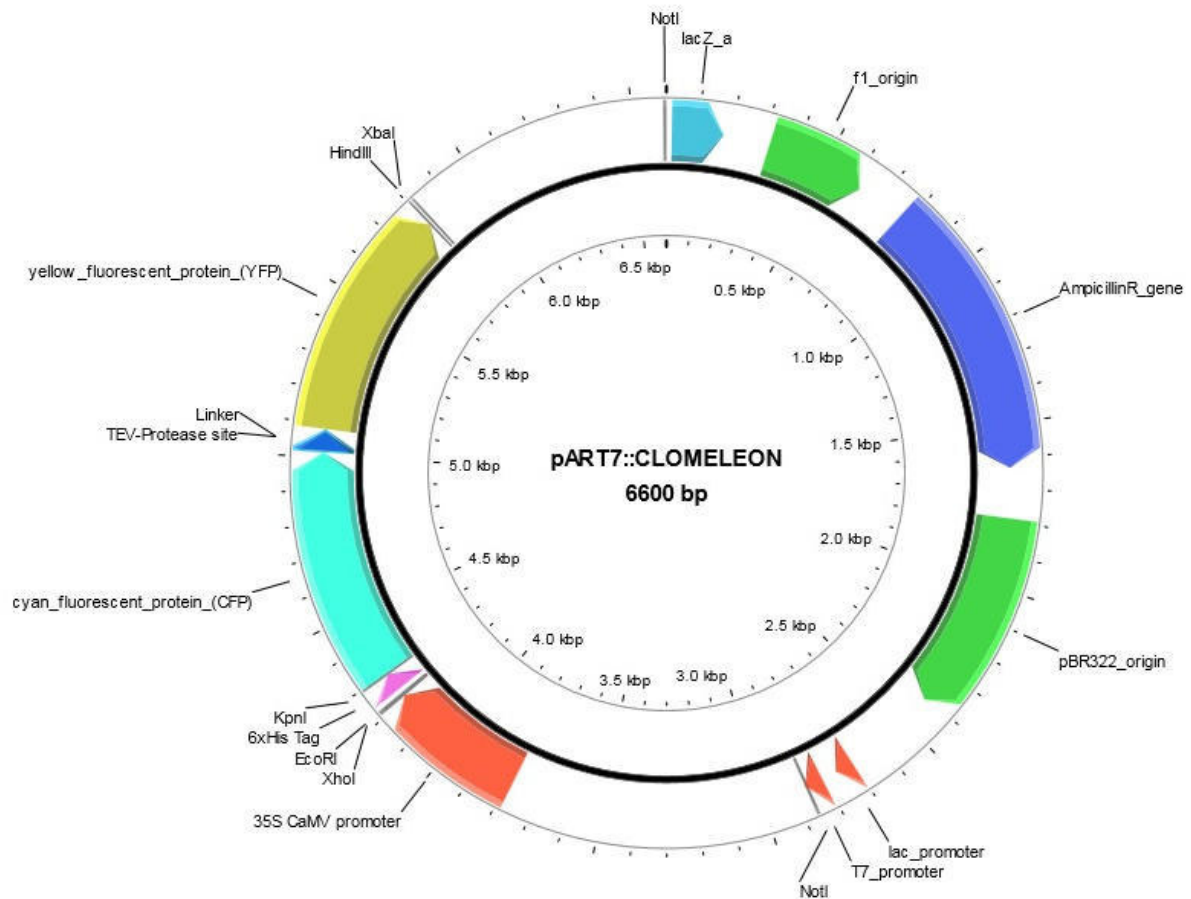 NotI
lacZ_a
f1_origin
AmpicillinR_gene
pBR322_origin
lac_promoter
T7_promoter
NotI
35S CaMV promoter
XhoI
EcoRI
6xHis Tag
KpnI
cyan_fluorescent_protein_(CFP)
TEV-Protease site
Linker
yellow_fluorescent_protein_(YFP)
HindIII
XbaI
0.5 kbp
1.0 kbp
1.5 kbp
2.0 kbp
2.5 kbp
3.0 kbp
3.5 kbp
4.0 kbp
4.5 kbp
5.0 kbp
5.5 kbp
6.0 kbp
6.5 kbp
pART7::CLOMELEON
6600 bp